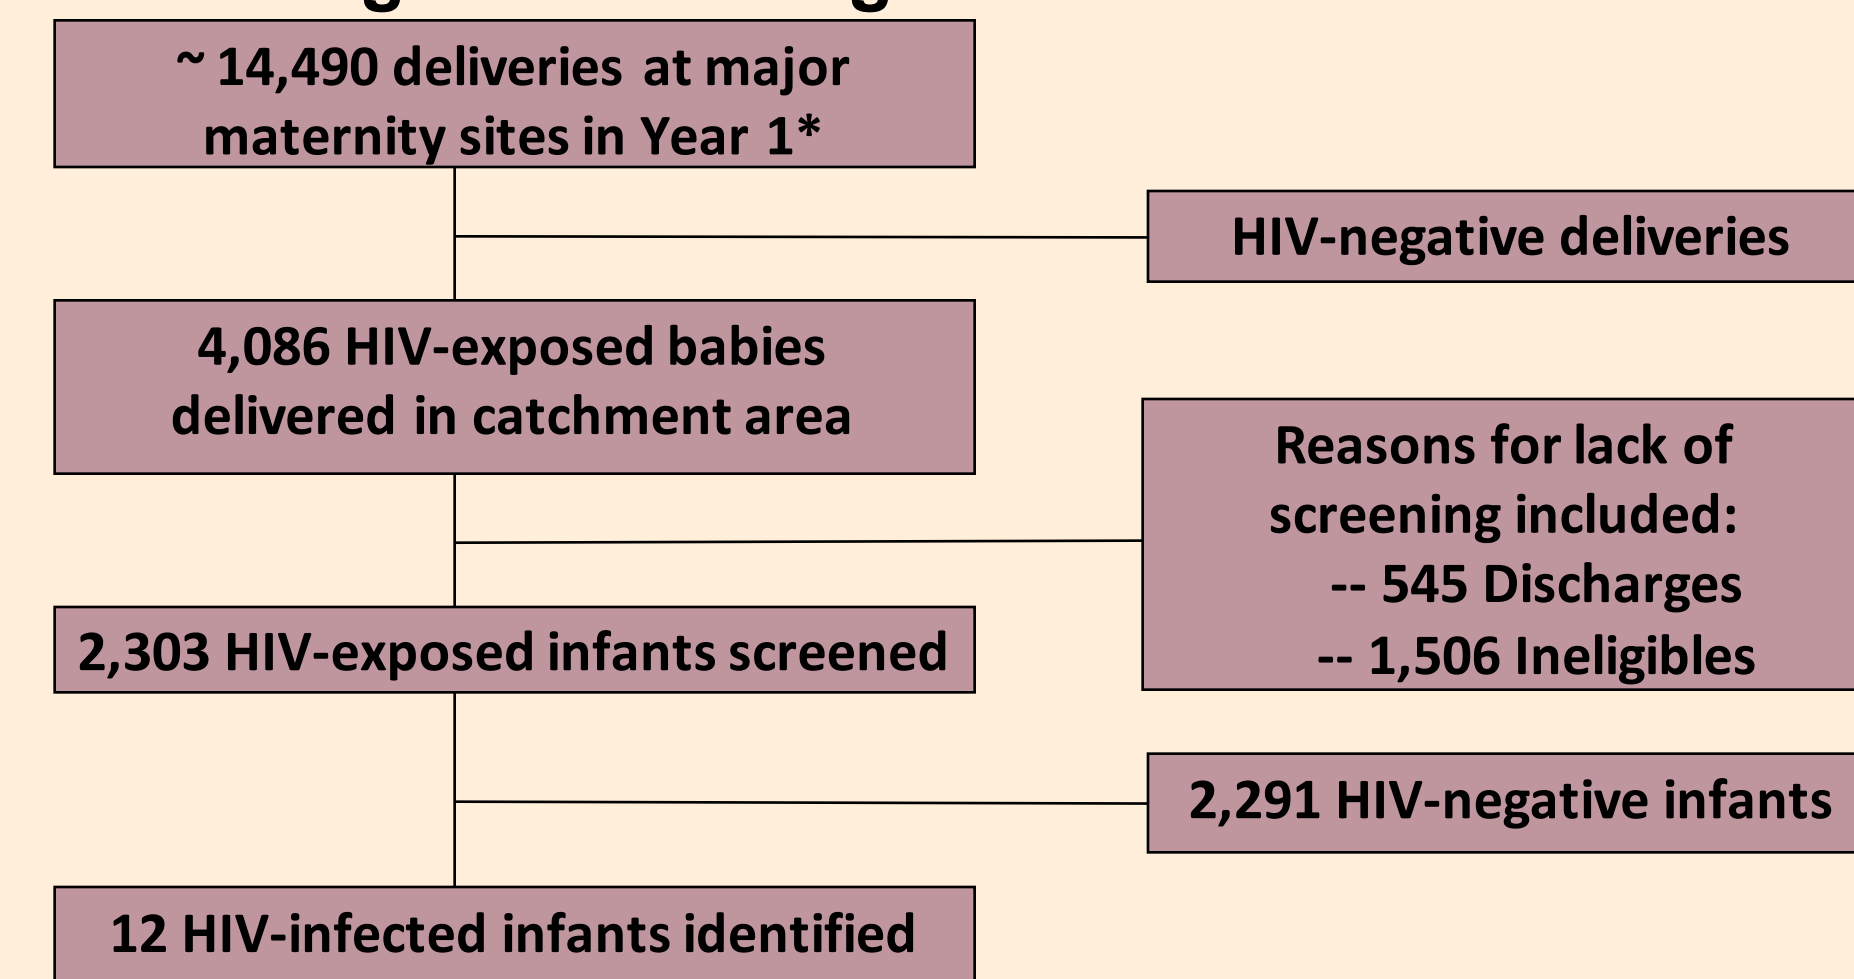 ~ 14,490 deliveries at major
maternity sites in Year 1*
HIV-negative deliveries
4,086 HIV-exposed babies
delivered in catchment area
Reasons for lack of
screening included:
-- 545 Discharges
-- 1,506 Ineligibles
2,303 HIV-exposed infants screened
2,291 HIV-negative infants
12 HIV-infected infants identified